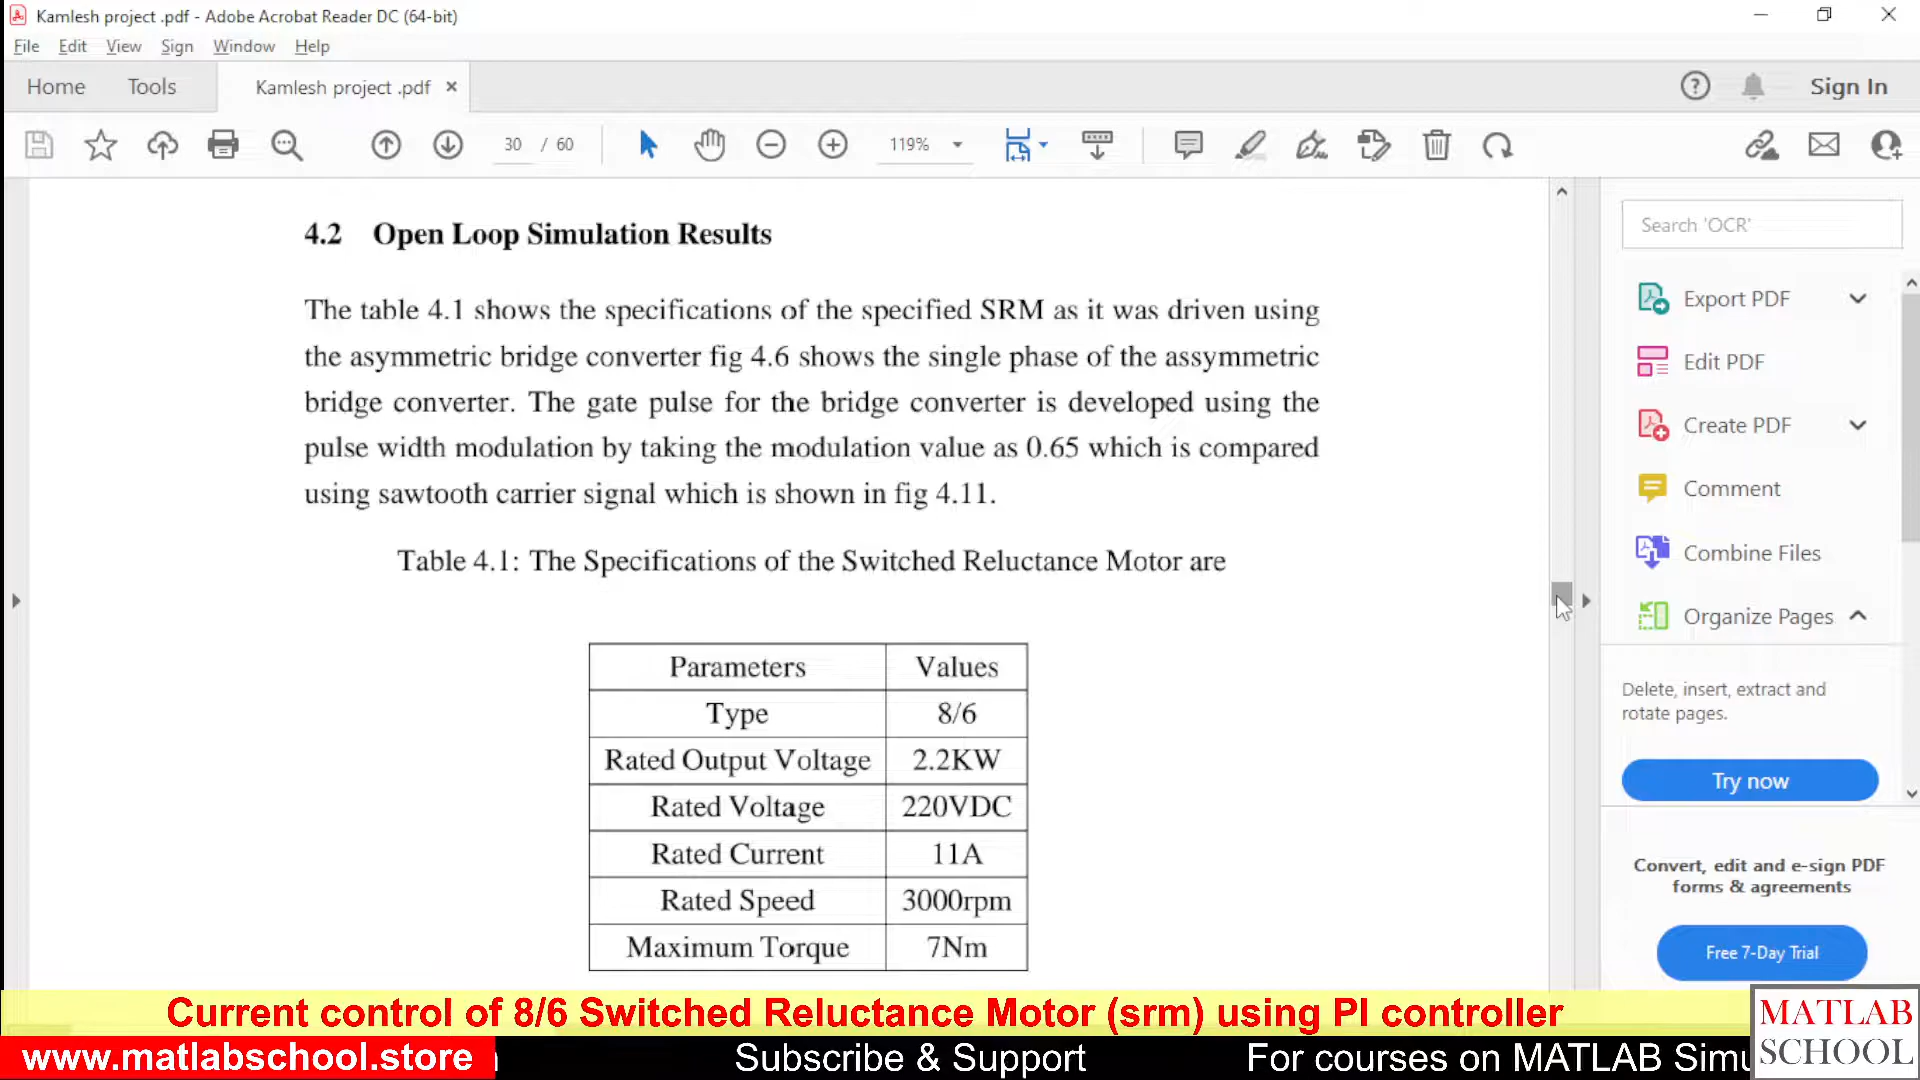 Kamlesh project .pdf - Adobe Acrobat Reader DC (64-bit)
File Edit View Sign Window Help
Home Tools Kamlesh project .pdf × ? Sign In
30 / 60 119%
4.2 Open Loop Simulation Results
The table 4.1 shows the specifications of the specified SRM as it was driven using
the asymmetric bridge converter fig 4.6 shows the single phase of the assymmetric
bridge converter. The gate pulse for the bridge converter is developed using the
pulse width modulation by taking the modulation value as 0.65 which is compared
using sawtooth carrier signal which is shown in fig 4.11.
Table 4.1: The Specifications of the Switched Reluctance Motor are
Parameters Values
Type 8/6
Rated Output Voltage 2.2KW
Rated Voltage 220VDC
Rated Current 11A
Rated Speed 3000rpm
Maximum Torque 7Nm
Search 'OCR'
Export PDF
Edit PDF
Create PDF
Comment
Combine Files
Organize Pages
Delete, insert, extract and
rotate pages.
Try now
Convert, edit and e-sign PDF
forms & agreements
Free 7-Day Trial
Current control of 8/6 Switched Reluctance Motor (srm) using PI controller
www.matlabschool.store Subscribe & Support For courses on MATLAB Simu
MATLAB
SCHOOL